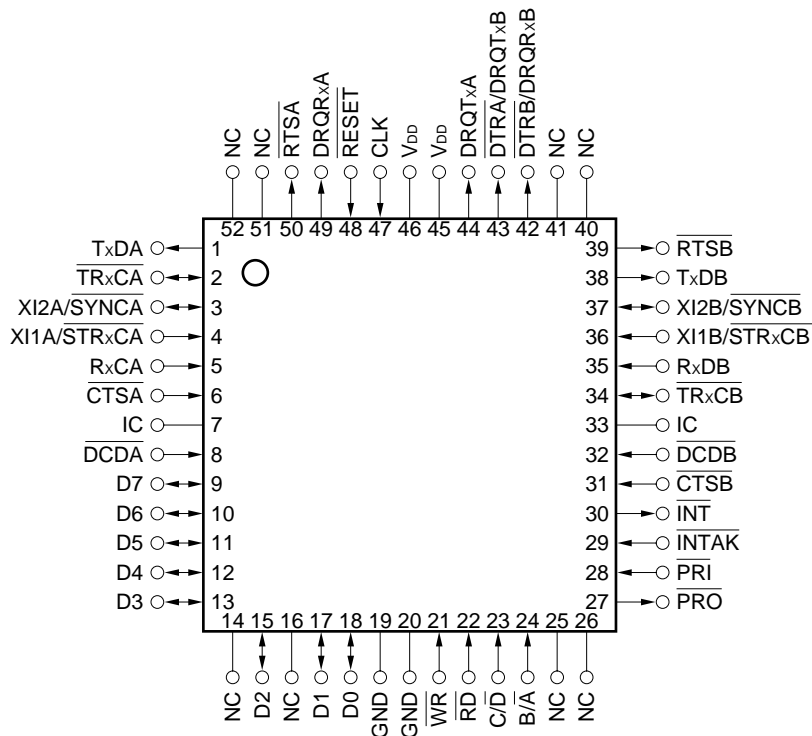 NC
NC
RTSA
DRQRxA
RESET
CLK
VDD
VDD
DRQTxA
DTRA/DRQTxB
DTRB/DRQRxB
NC
NC
52 51 50 49 48 47 46 45 44 43 42 41 40
TxDA 1 39 RTSB
TRxCA 2 38 TxDB
XI2A/SYNCA 3 37 XI2B/SYNCB
XI1A/STRxCA 4 36 XI1B/STRxCB
RxCA 5 35 RxDB
CTSA 6 34 TRxCB
IC 7 33 IC
DCDA 8 32 DCDB
D7 9 31 CTSB
D6 10 30 INT
D5 11 29 INTAK
D4 12 28 PRI
D3 13 27 PRO
14 15 16 17 18 19 20 21 22 23 24 25 26
NC
D2
NC
D1
D0
GND
GND
WR
RD
C/D
B/A
NC
NC